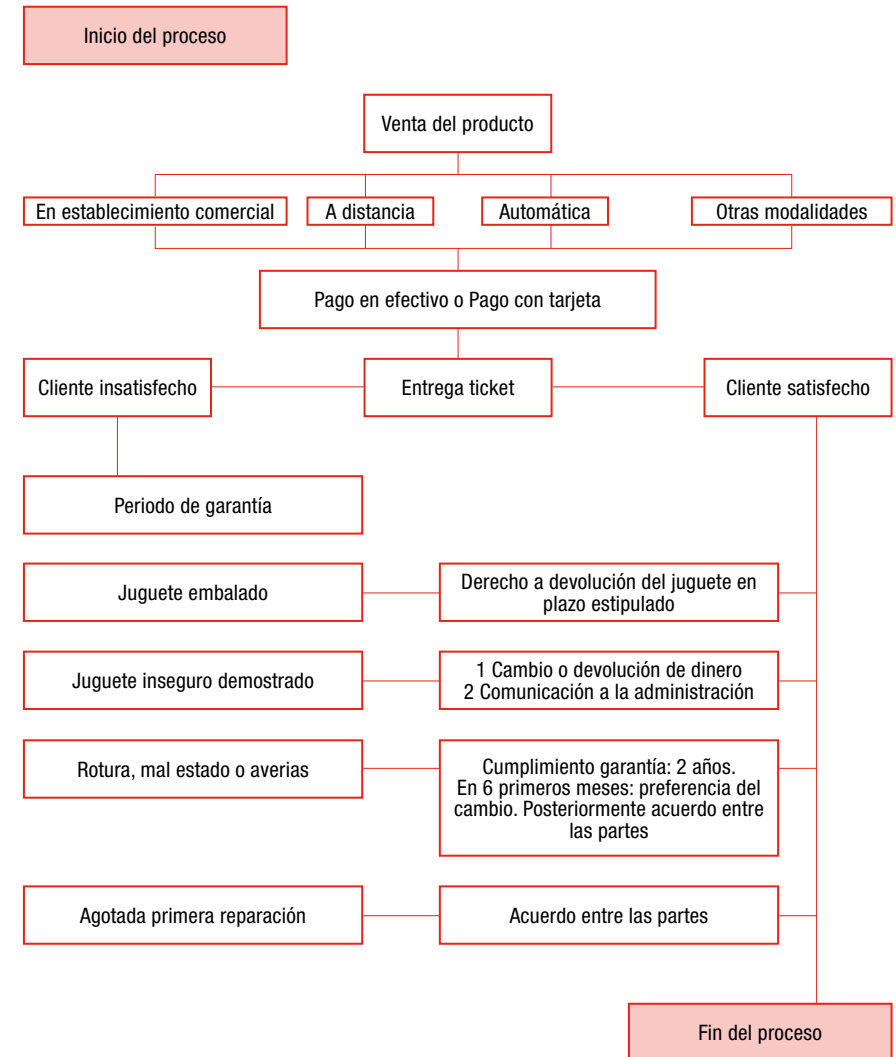 Inicio del proceso
Venta del producto
En establecimiento comercial
A distancia
Automática
Otras modalidades
Pago en efectivo o Pago con tarjeta
Cliente insatisfecho
Entrega ticket
Cliente satisfecho
Periodo de garantía
Juguete embalado
Derecho a devolución del juguete en
plazo estipulado
Juguete inseguro demostrado
1 Cambio o devolución de dinero
2 Comunicación a la administración
Rotura, mal estado o averias
Cumplimiento garantía: 2 años.
En 6 primeros meses: preferencia del
cambio. Posteriormente acuerdo entre
las partes
Agotada primera reparación
Acuerdo entre las partes
Fin del proceso